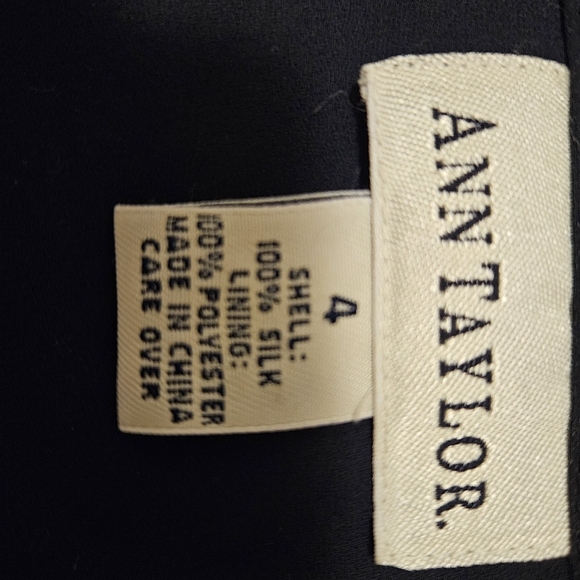 ANN TAYLOR.
4
SHELL:
100% SILK
LINING:
100% POLYESTER
MADE IN CHINA
CARE OVER